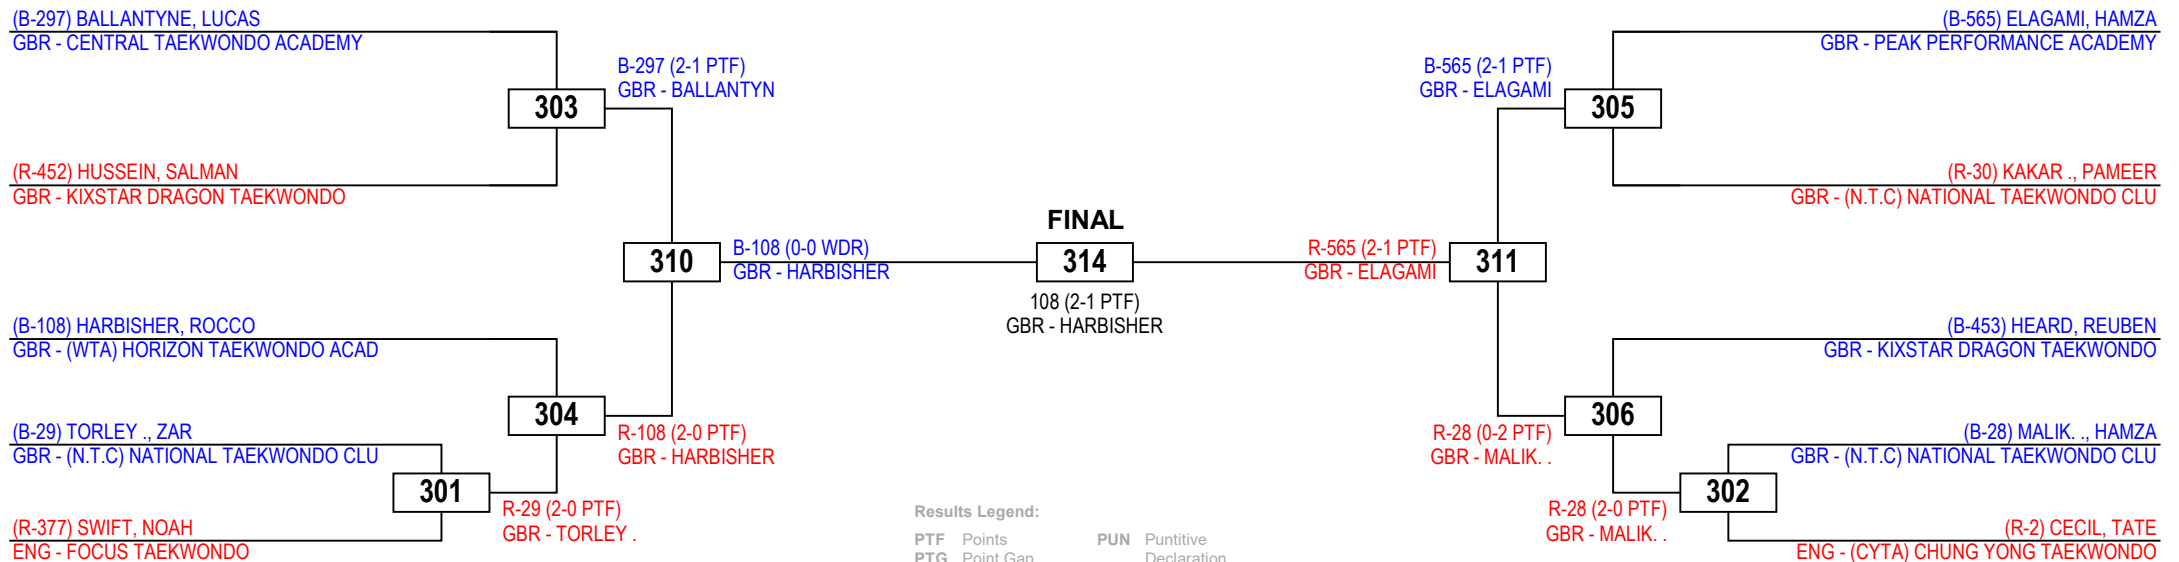 (B-297) BALLANTYNE, LUCAS
GBR - CENTRAL TAEKWONDO ACADEMY
303
B-297 (2-1 PTF)
GBR - BALLANTYN
(R-452) HUSSEIN, SALMAN
GBR - KIXSTAR DRAGON TAEKWONDO
310
B-108 (0-0 WDR)
GBR - HARBISHER
(B-108) HARBISHER, ROCCO
GBR - (WTA) HORIZON TAEKWONDO ACAD
304
R-108 (2-0 PTF)
GBR - HARBISHER
(B-29) TORLEY ., ZAR
GBR - (N.T.C) NATIONAL TAEKWONDO CLU
301
R-29 (2-0 PTF)
GBR - TORLEY .
(R-377) SWIFT, NOAH
ENG - FOCUS TAEKWONDO
FINAL
314
108 (2-1 PTF)
GBR - HARBISHER
(B-565) ELAGAMI, HAMZA
GBR - PEAK PERFORMANCE ACADEMY
B-565 (2-1 PTF)
GBR - ELAGAMI
305
(R-30) KAKAR ., PAMEER
GBR - (N.T.C) NATIONAL TAEKWONDO CLU
R-565 (2-1 PTF)
GBR - ELAGAMI
311
(B-453) HEARD, REUBEN
GBR - KIXSTAR DRAGON TAEKWONDO
306
R-28 (0-2 PTF)
GBR - MALIK. .
(B-28) MALIK. ., HAMZA
GBR - (N.T.C) NATIONAL TAEKWONDO CLU
302
R-28 (2-0 PTF)
GBR - MALIK. .
(R-2) CECIL, TATE
ENG - (CYTA) CHUNG YONG TAEKWONDO
Results Legend:
PTF Points PUN Puntitive
PTG Point Gap Declaration